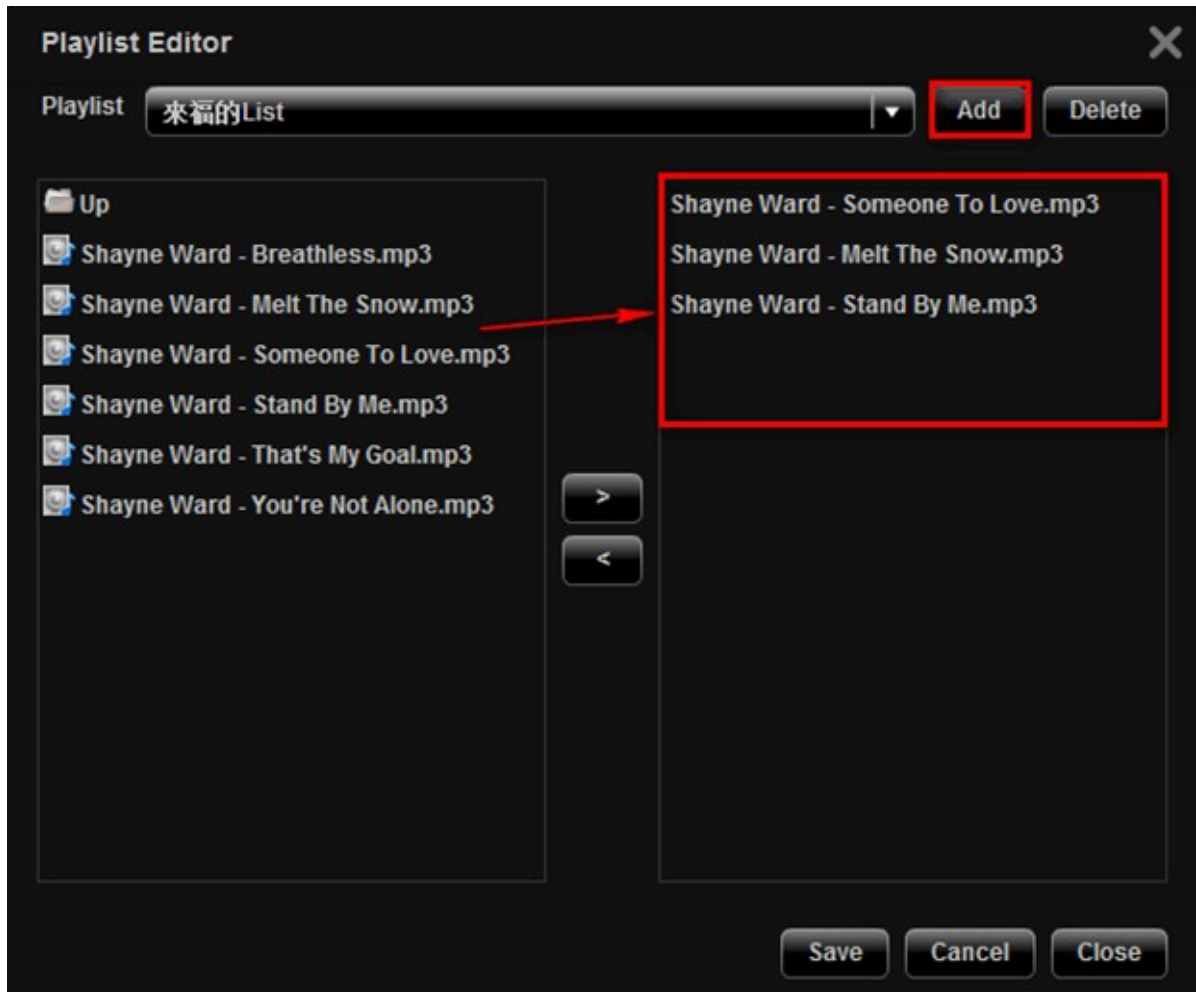 Playlist Editor
Playlist 來福的List Add Delete
Up
Shayne Ward - Breathless.mp3
Shayne Ward - Melt The Snow.mp3
Shayne Ward - Someone To Love.mp3
Shayne Ward - Stand By Me.mp3
Shayne Ward - That's My Goal.mp3
Shayne Ward - You're Not Alone.mp3
>
<
Shayne Ward - Someone To Love.mp3
Shayne Ward - Melt The Snow.mp3
Shayne Ward - Stand By Me.mp3
Save Cancel Close